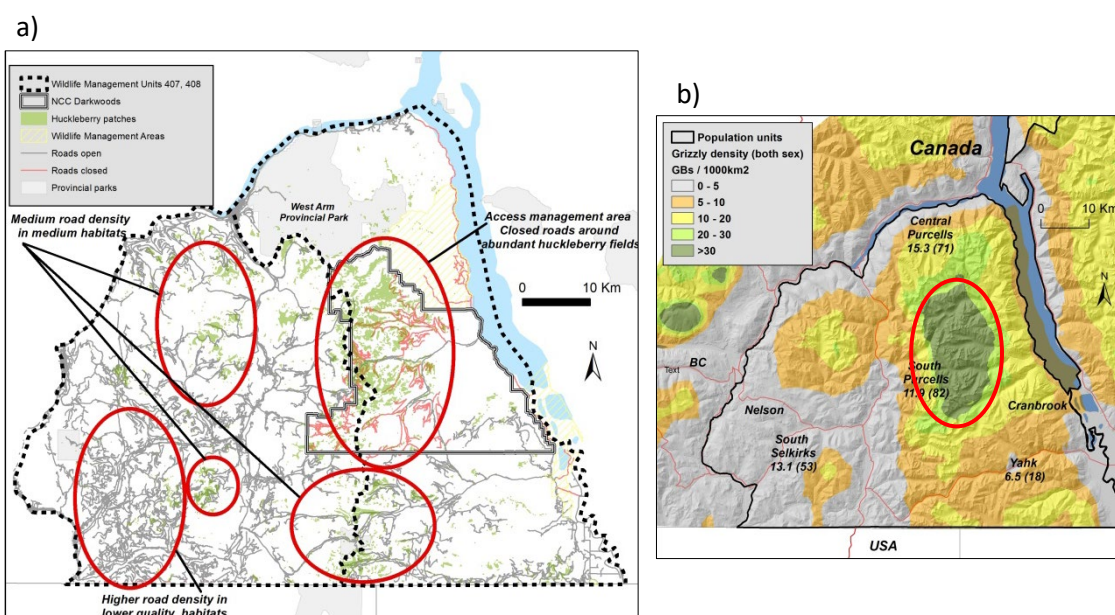 a)
Wildlife Management Units 407, 408
NCC Darkwoods
Huckleberry patches
Wildlife Management Areas
Roads open
Roads closed
Provincial parks
Medium road density
in medium habitats
West Arm
Provincial Park
Access management area
Closed roads around
abundant huckleberry fields
0 10 Km
N
Higher road density in
lower quality habitats
b)
Population units
Grizzly density (both sex)
GBs / 1000km2
0 - 5
5 - 10
10 - 20
20 - 30
>30
Canada
Central
Purcells
15.3 (71)
0 10 Km
N
BC
Text
South
Purcells
11.9 (82)
Nelson
Cranbrook
South
Selkirks
13.1 (53)
Yahk
6.5 (18)
USA